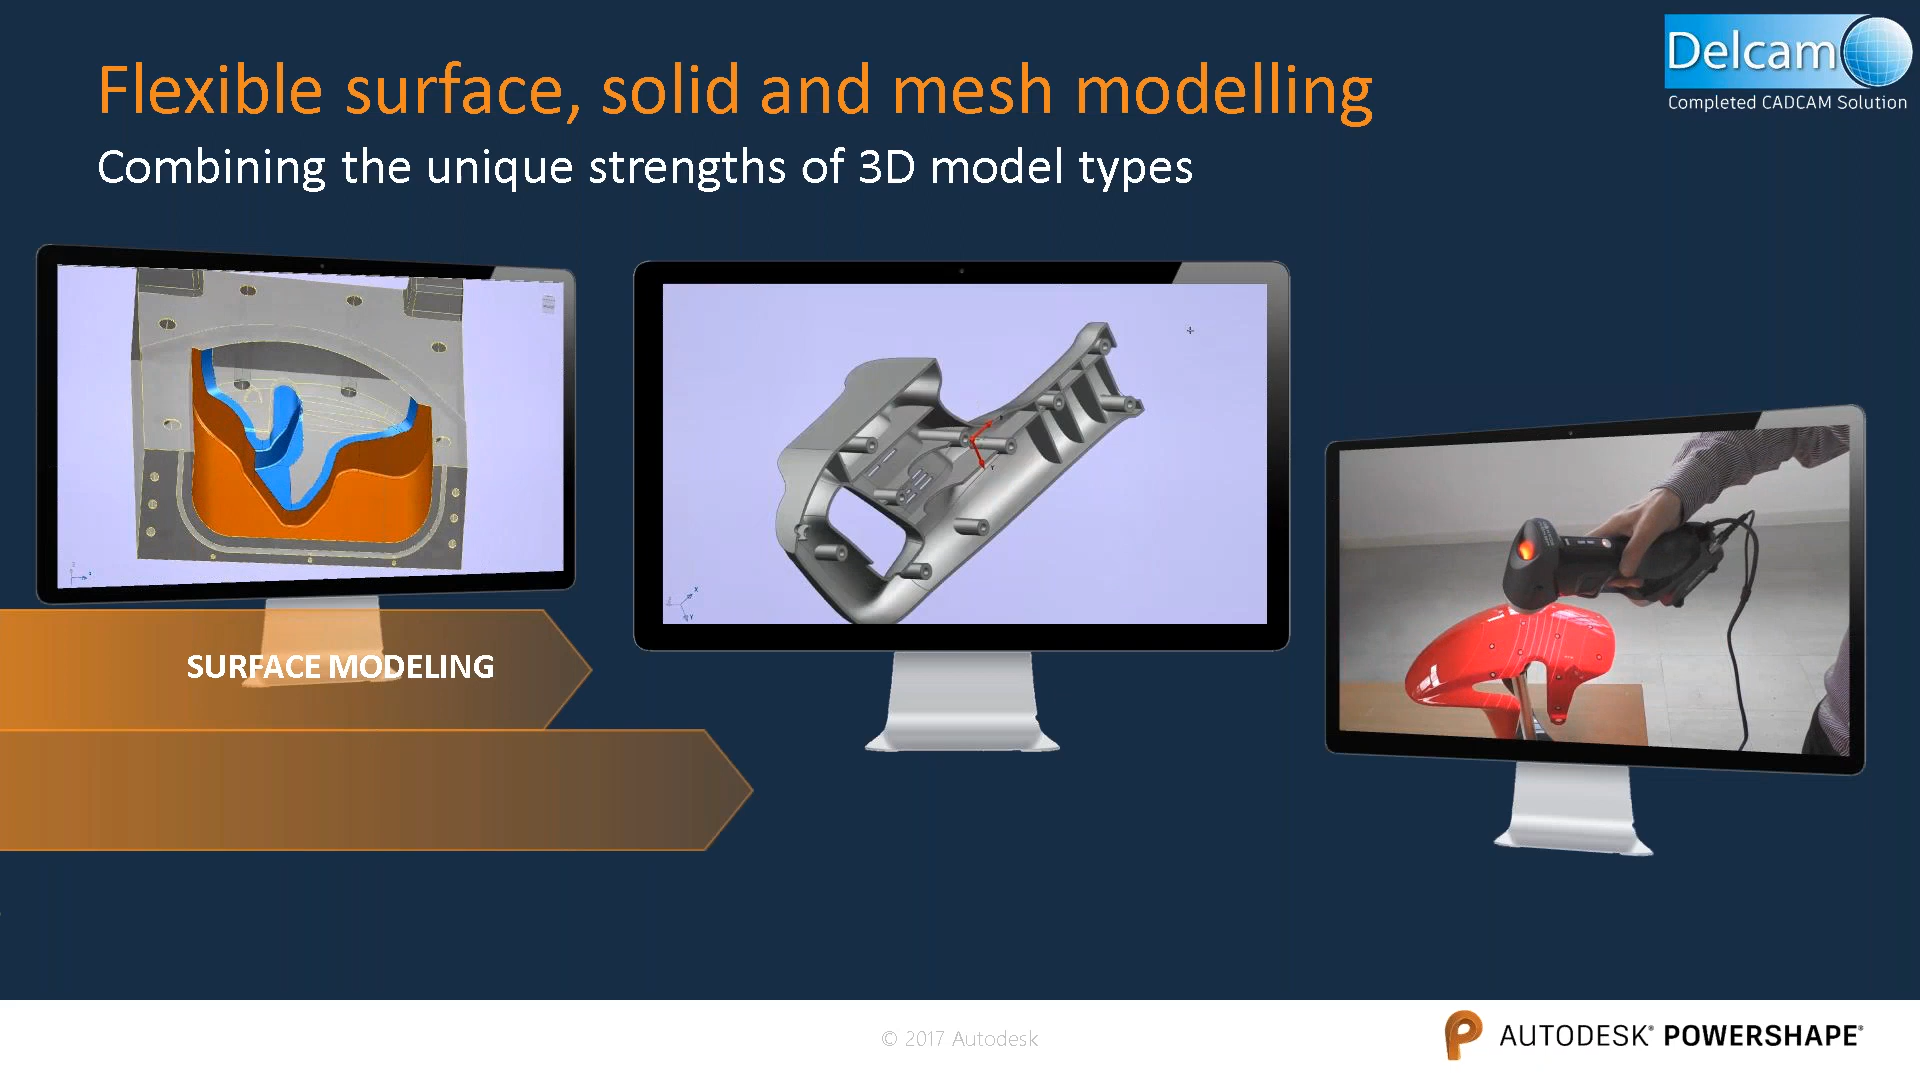 Flexible surface, solid and mesh modelling
Combining the unique strengths of 3D model types
Delcam
Completed CADCAM Solution
SURFACE MODELING
© 2017 Autodesk
AUTODESK® POWERSHAPE®